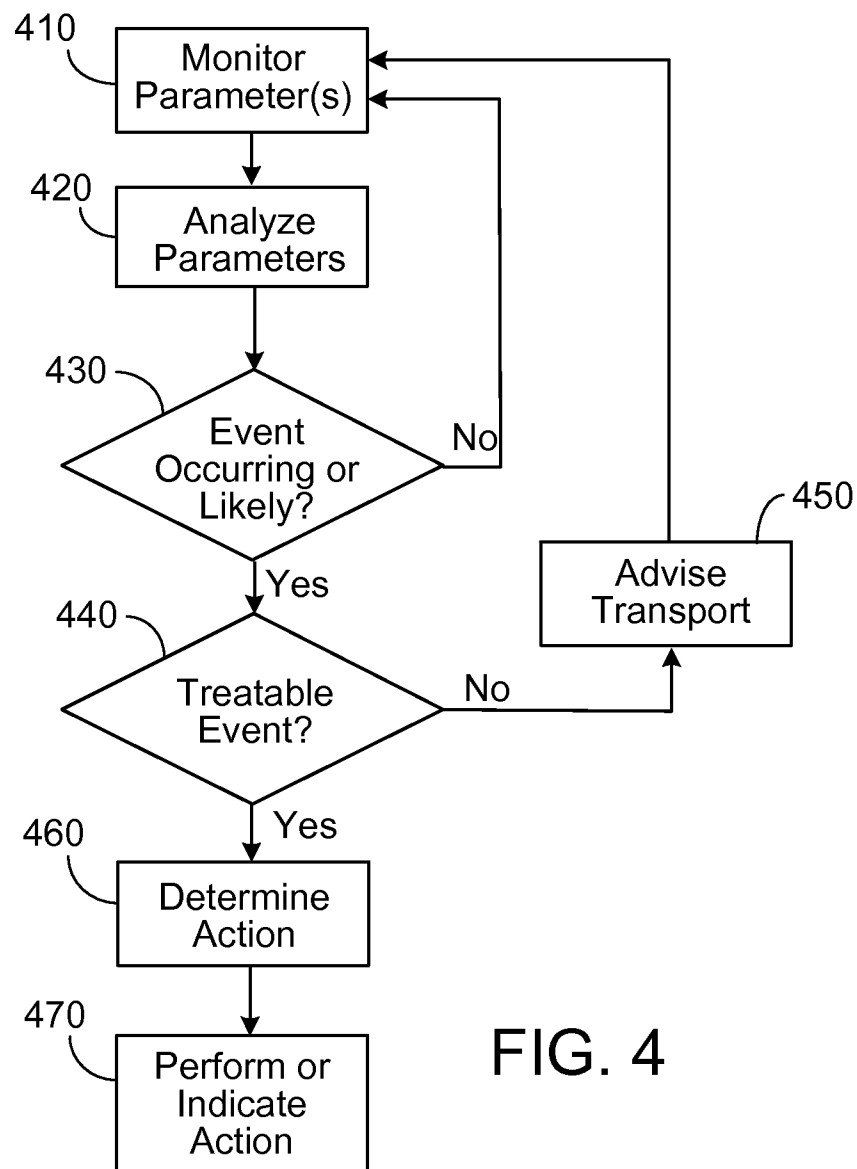 410
Monitor
Parameter(s)
420
Analyze
Parameters
430
Event
Occurring or
Likely?
No
Yes
450
Advise
Transport
440
Treatable
Event?
No
Yes
460
Determine
Action
470
Perform or
Indicate
Action
FIG. 4